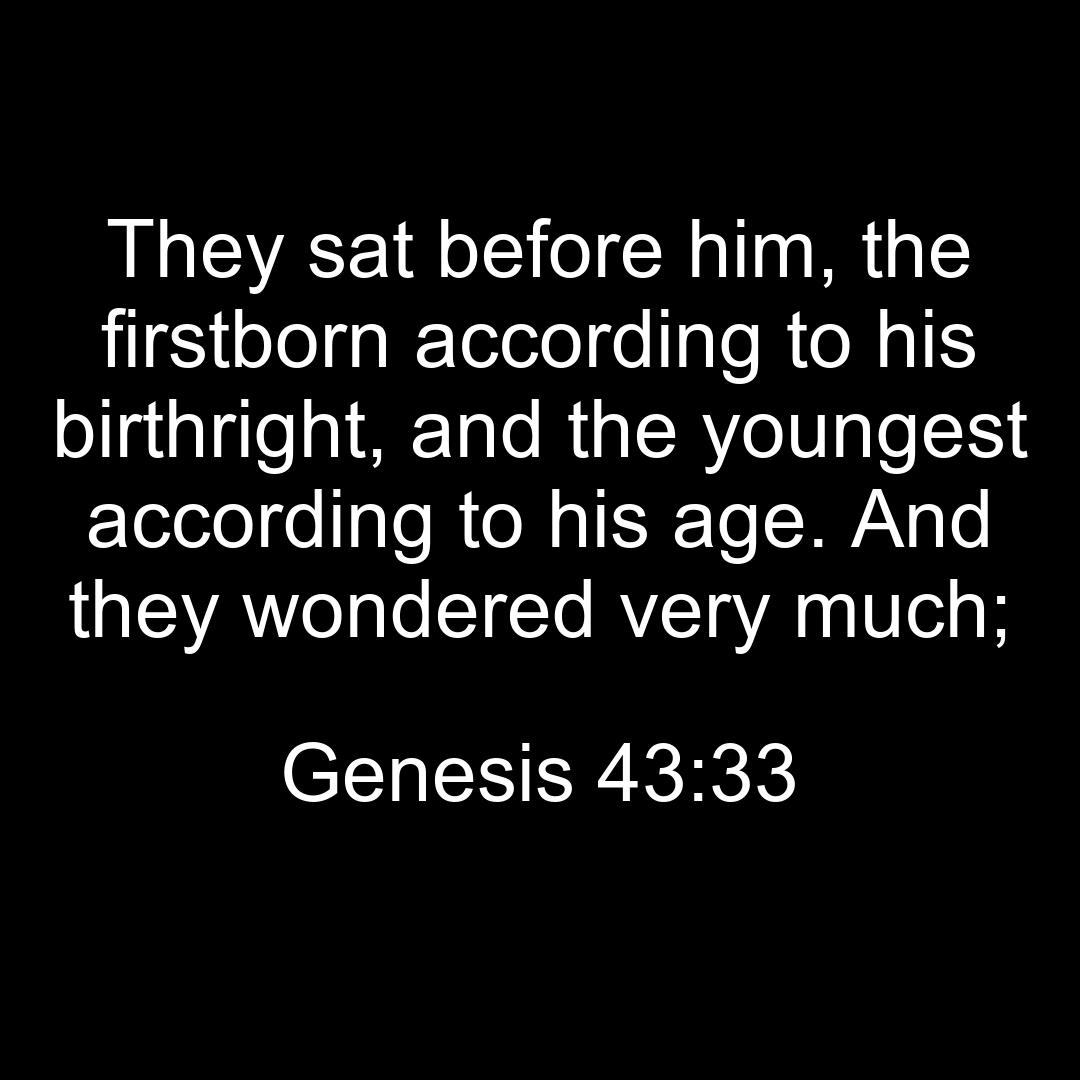 They sat before him, the
firstborn according to his
birthright, and the youngest
according to his age. And
they wondered very much;
Genesis 43:33